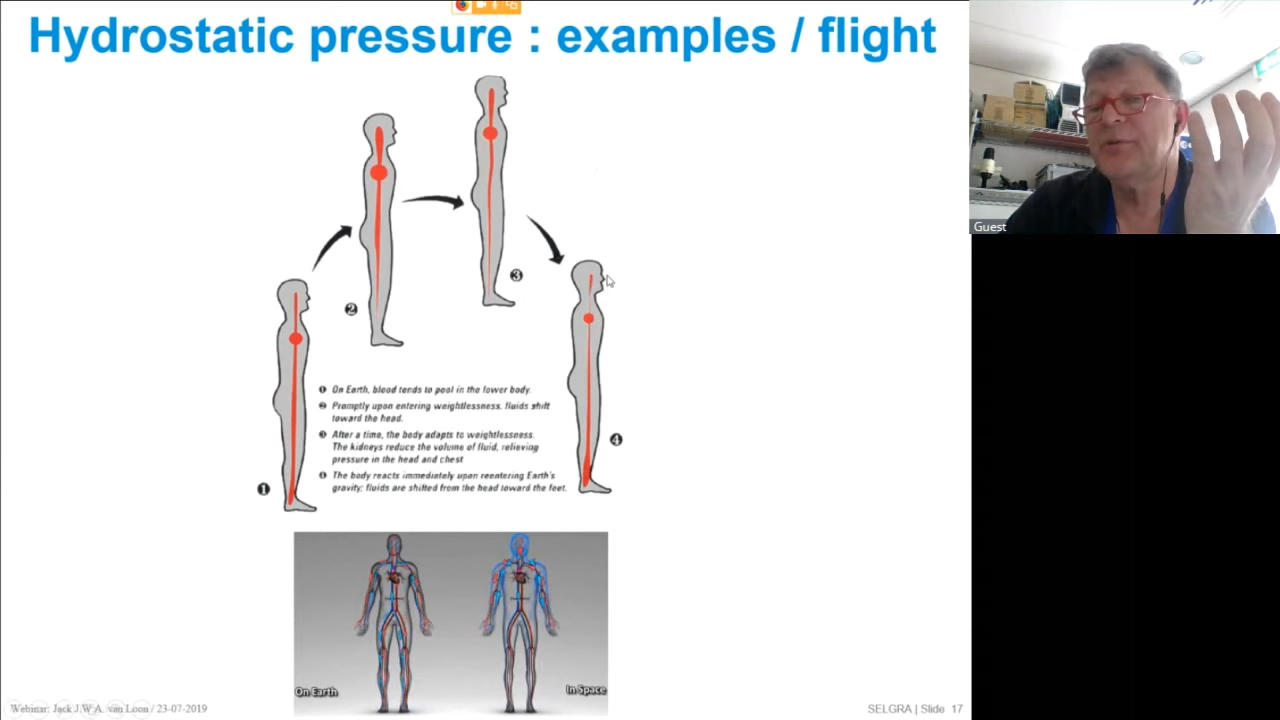 Hydrostatic pressure : examples / flight
Guest
❸
❷
❶ On Earth, blood tends to pool in the lower body.
❷ Promptly upon entering weightlessness, fluids shift
toward the head.
❸ After a time, the body adapts to weightlessness.
The kidneys reduce the volume of fluid, relieving
pressure in the head and chest
❹ The body reacts immediately upon reentering Earth's
gravity; fluids are shifted from the head toward the feet.
❹
❶
On Earth
In Space
Webinar: Jack J.W.A. van Loon / 23-07-2019
SELGRA | Slide 17